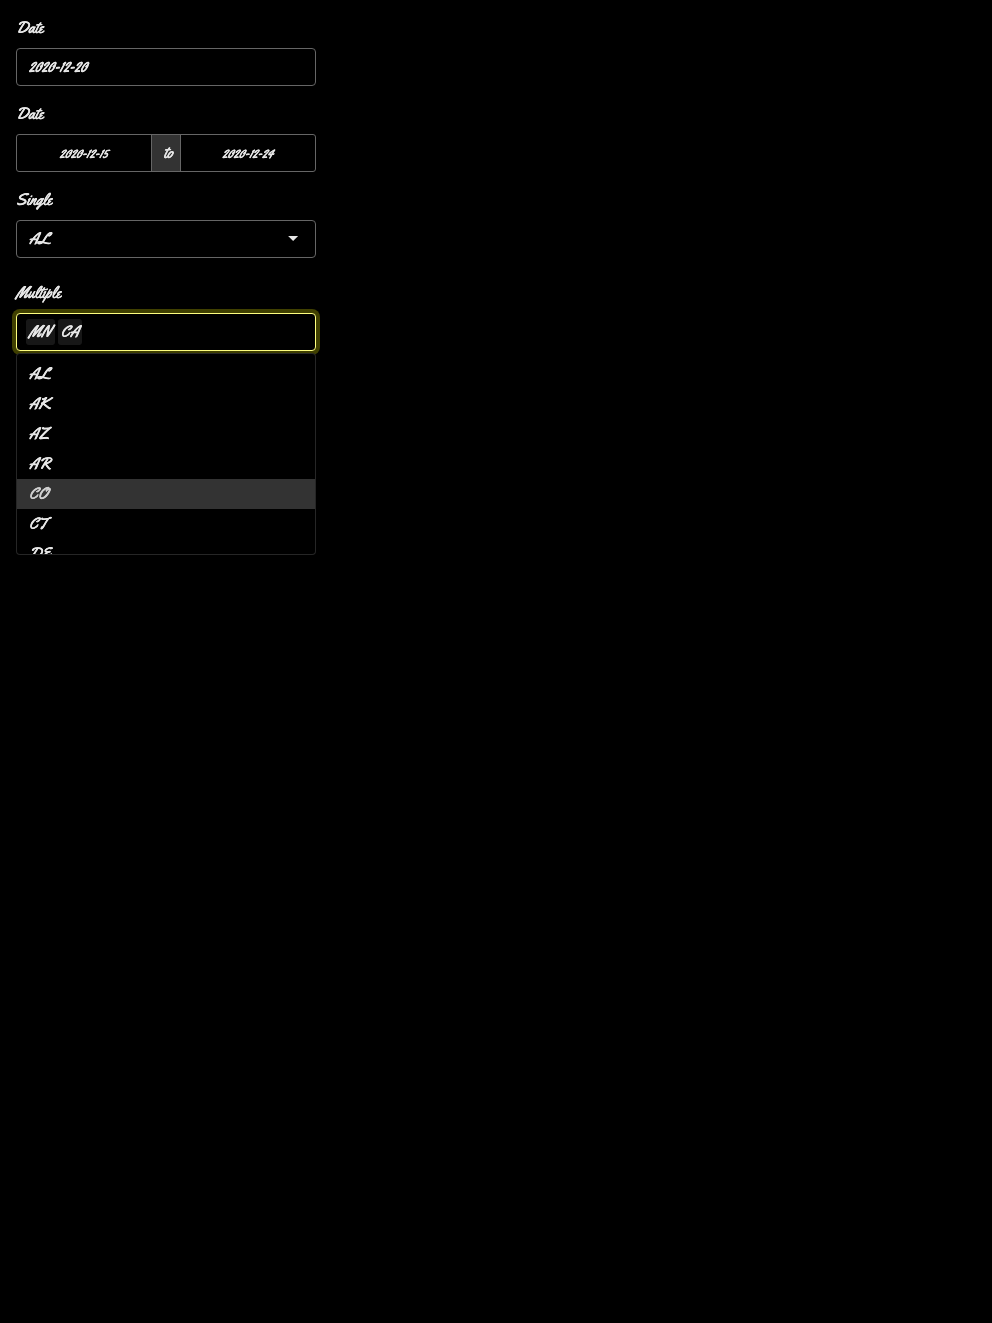 Date
2020-12-20
Date
2020-12-15 to 2020-12-24
Single
AL
Multiple
MN CA
AL
AK
AZ
AR
CO
CT
DE